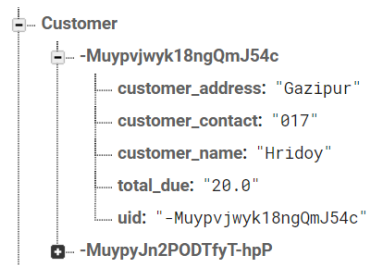 Customer
-Muypvjwyk18ngQmJ54c
customer_address: "Gazipur"
customer_contact: "017"
customer_name: "Hridoy"
total_due: "20.0"
uid: "-Muypvjwyk18ngQmJ54c"
-MuypyJn2PODTfyT-hpP